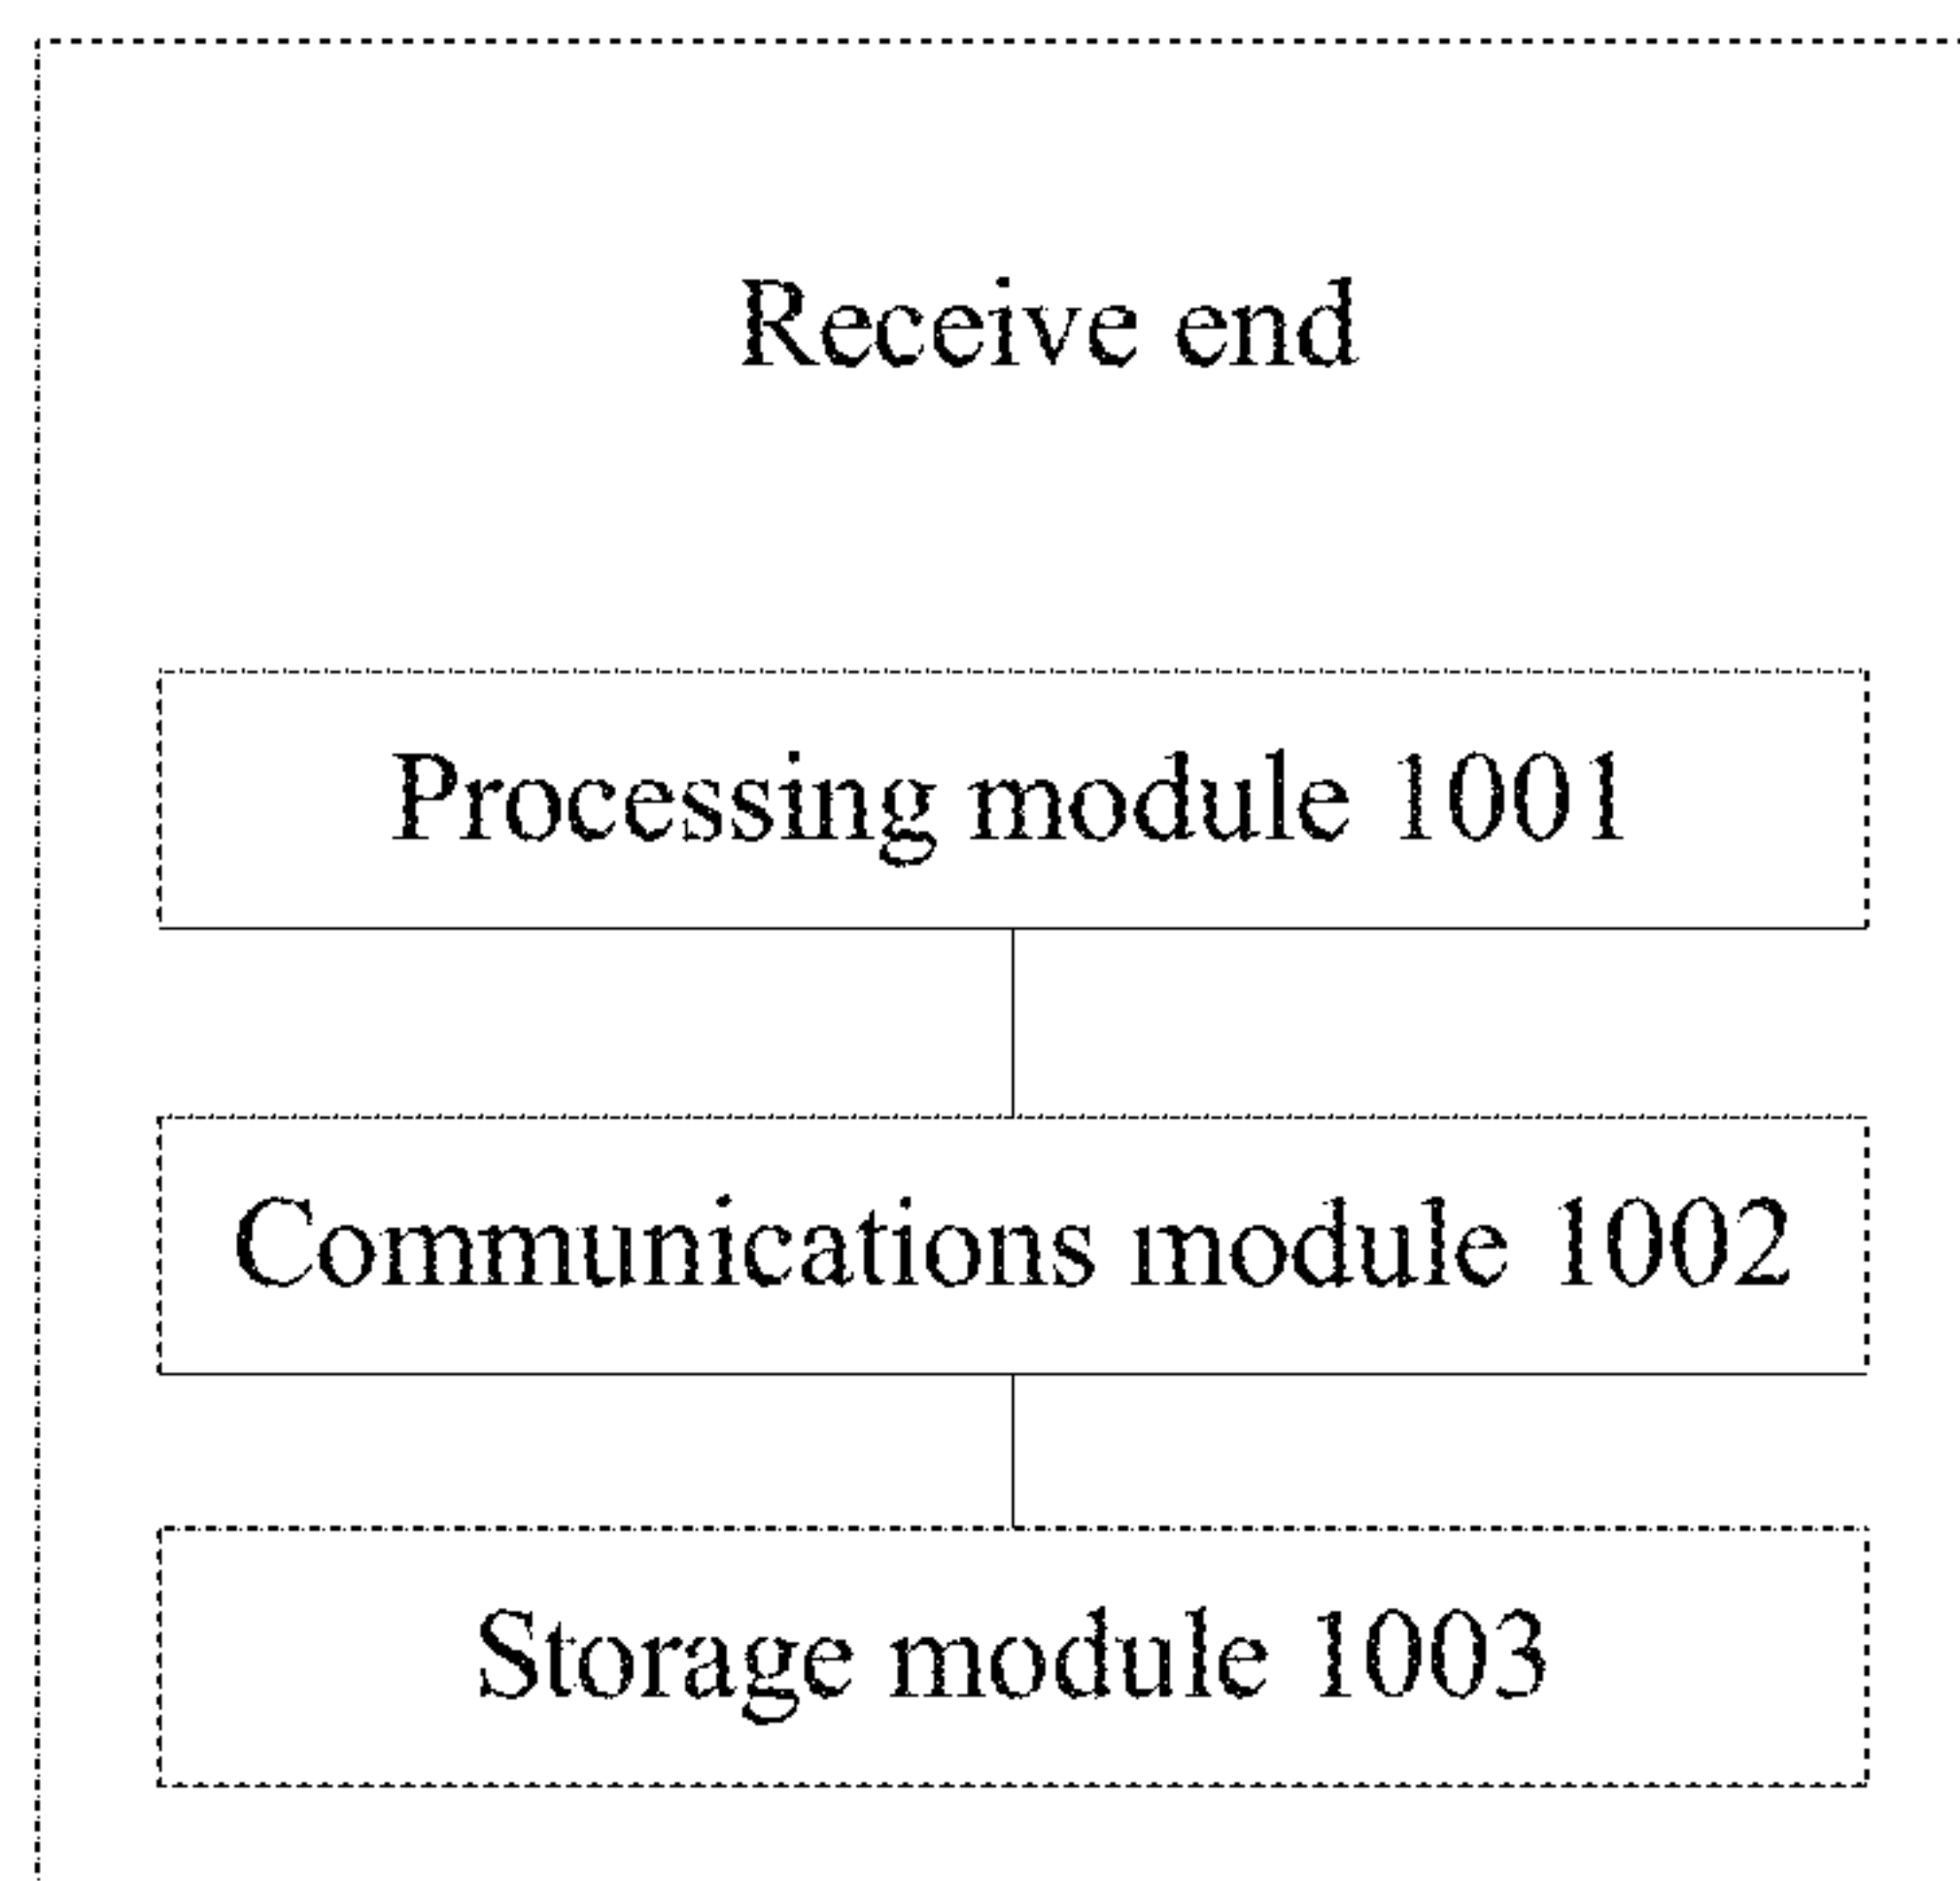 Receive end
Processing module 1001
Communications module 1002
Storage module 1003